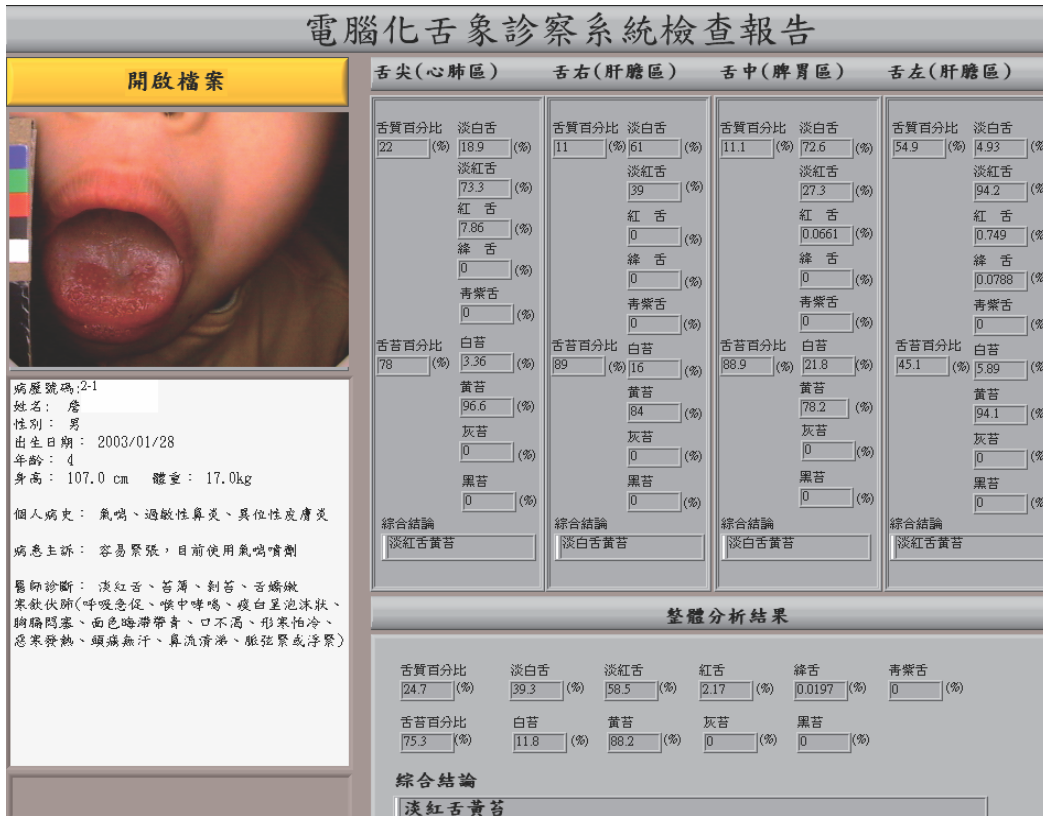 電腦化舌象診察系統檢查報告
開啟檔案
病歷號碼:2-1
姓名: 詹
性別: 男
出生日期: 2003/01/28
年齡: 4
身高: 107.0 cm 體重: 17.0kg
個人病史: 氣喘、過敏性鼻炎、異位性皮膚炎
病患主訴: 容易緊張,目前使用氣喘噴劑
醫師診斷: 淡紅舌、苔薄、剝苔、舌嬌嫩
寒飲伏肺(呼吸急促、喉中哮鳴、痰白呈泡沫狀、
胸膈悶塞、面色晦滯帶青、口不渴、形寒怕冷、
惡寒發熱、頭痛無汗、鼻流清涕、脈弦緊或浮緊)
舌尖(心肺區)
舌質百分比 淡白舌
22 (%) 18.9 (%)
淡紅舌
73.3 (%)
紅 舌
7.86 (%)
絳 舌
0 (%)
青紫舌
0 (%)
舌苔百分比 白苔
78 (%) 3.36 (%)
黃苔
96.6 (%)
灰苔
0 (%)
黑苔
0 (%)
綜合結論
淡紅舌黃苔
舌右(肝膽區)
舌質百分比 淡白舌
11 (%) 61 (%)
淡紅舌
39 (%)
紅 舌
0 (%)
絳 舌
0 (%)
青紫舌
0 (%)
舌苔百分比 白苔
89 (%) 16 (%)
黃苔
84 (%)
灰苔
0 (%)
黑苔
0 (%)
綜合結論
淡白舌黃苔
舌中(脾胃區)
舌質百分比 淡白舌
11.1 (%) 72.6 (%)
淡紅舌
27.3 (%)
紅 舌
0.0661 (%)
絳 舌
0 (%)
青紫舌
0 (%)
舌苔百分比 白苔
88.9 (%) 21.8 (%)
黃苔
78.2 (%)
灰苔
0 (%)
黑苔
0 (%)
綜合結論
淡白舌黃苔
舌左(肝膽區)
舌質百分比 淡白舌
54.9 (%) 4.93 (%
淡紅舌
94.2 (%
紅 舌
0.749 (%
絳 舌
0.0788 (%
青紫舌
0 (%
舌苔百分比 白苔
45.1 (%) 5.89 (%
黃苔
94.1 (%
灰苔
0 (%
黑苔
0 (%
綜合結論
淡紅舌黃苔
整體分析結果
舌質百分比 淡白舌 淡紅舌 紅舌 絳舌 青紫舌
24.7 (%) 39.3 (%) 58.5 (%) 2.17 (%) 0.0197 (%) 0 (%)
舌苔百分比 白苔 黃苔 灰苔 黑苔
75.3 (%) 11.8 (%) 88.2 (%) 0 (%) 0 (%)
綜合結論
淡紅舌黃苔